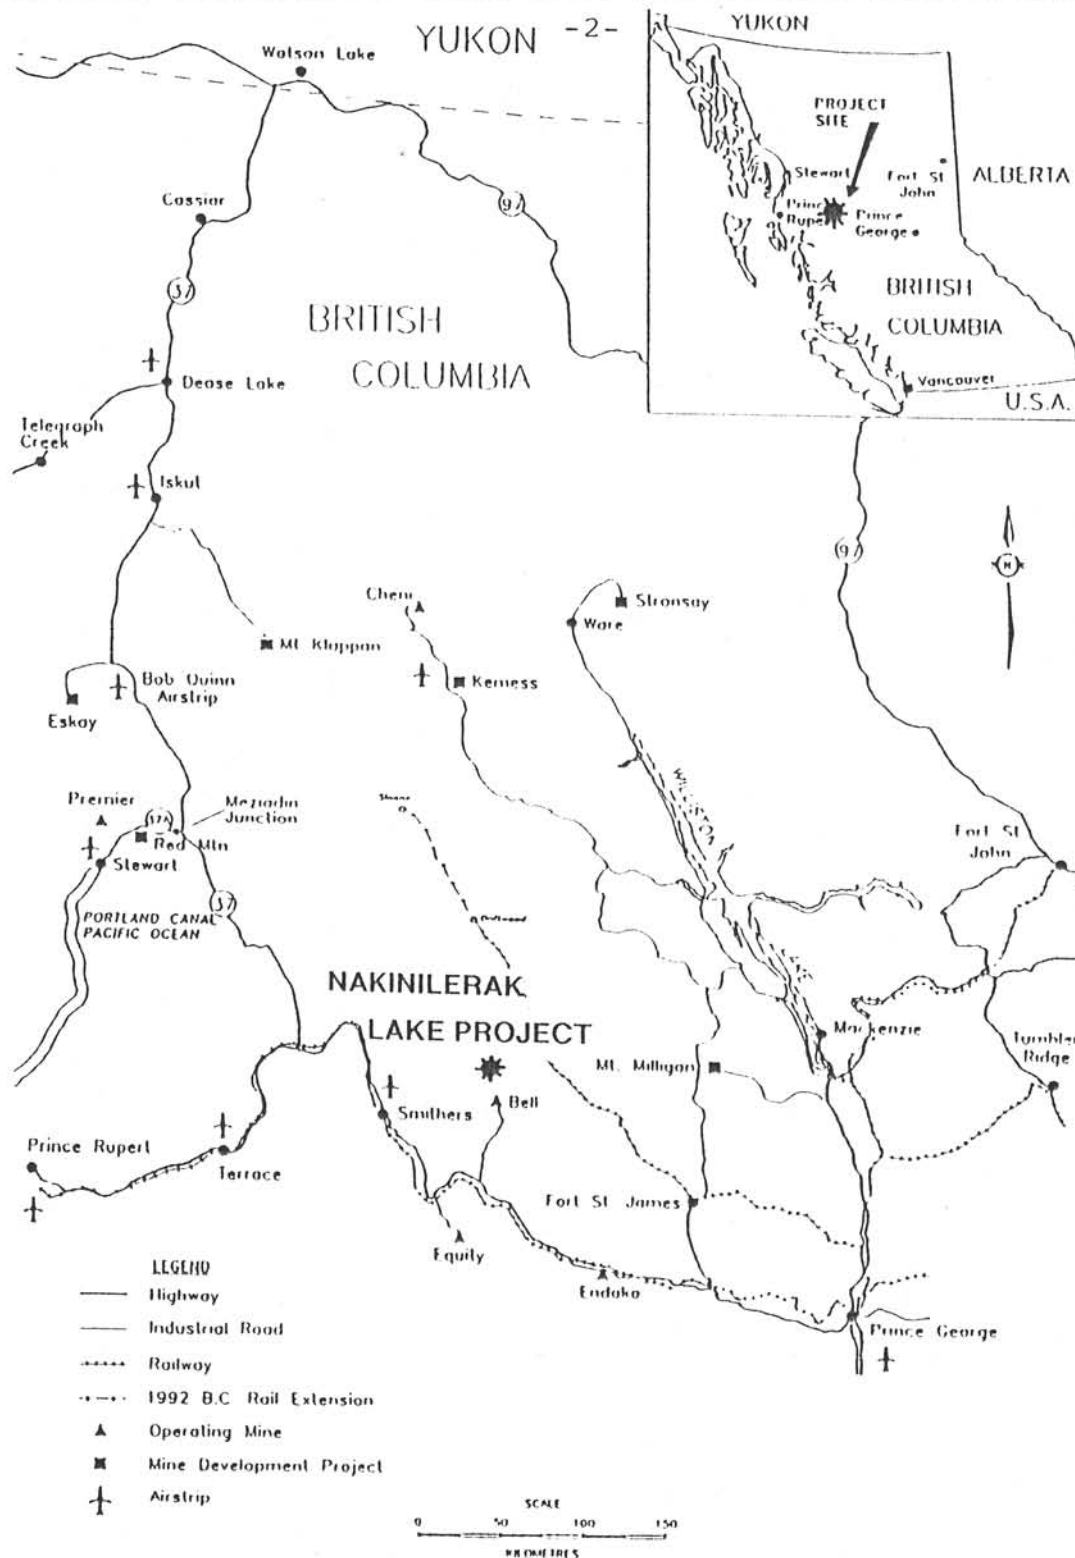 -2-
YUKON
Watson Lake
97
Cassiar
37
BRITISH
COLUMBIA
Dease Lake
Telegraph
Creek
Iskut
YUKON
PROJECT
SITE
Stewart
Fort St
John
ALBERTA
Prince
George
BRITISH
COLUMBIA
Vancouver
U.S.A.
97
N
Cheni
Stronsay
Ware
Mt Klappan
Kemess
Bob Quinn
Airstrip
Eskay
Premier
Meziadin
Junction
37A
Red Mtn
Stewart
37
PORTLAND CANAL
PACIFIC OCEAN
Fort St
John
NAKINILERAK
LAKE PROJECT
Mackenzie
Mt. Milligan
Tumbler
Ridge
Bell
Smithers
Prince Rupert
Terrace
Fort St James
Equity
Endako
Prince George
LEGEND
Highway
Industrial Road
Railway
1992 B.C Rail Extension
Operating Mine
Mine Development Project
Airstrip
SCALE
0 50 100 150
KILOMETRES